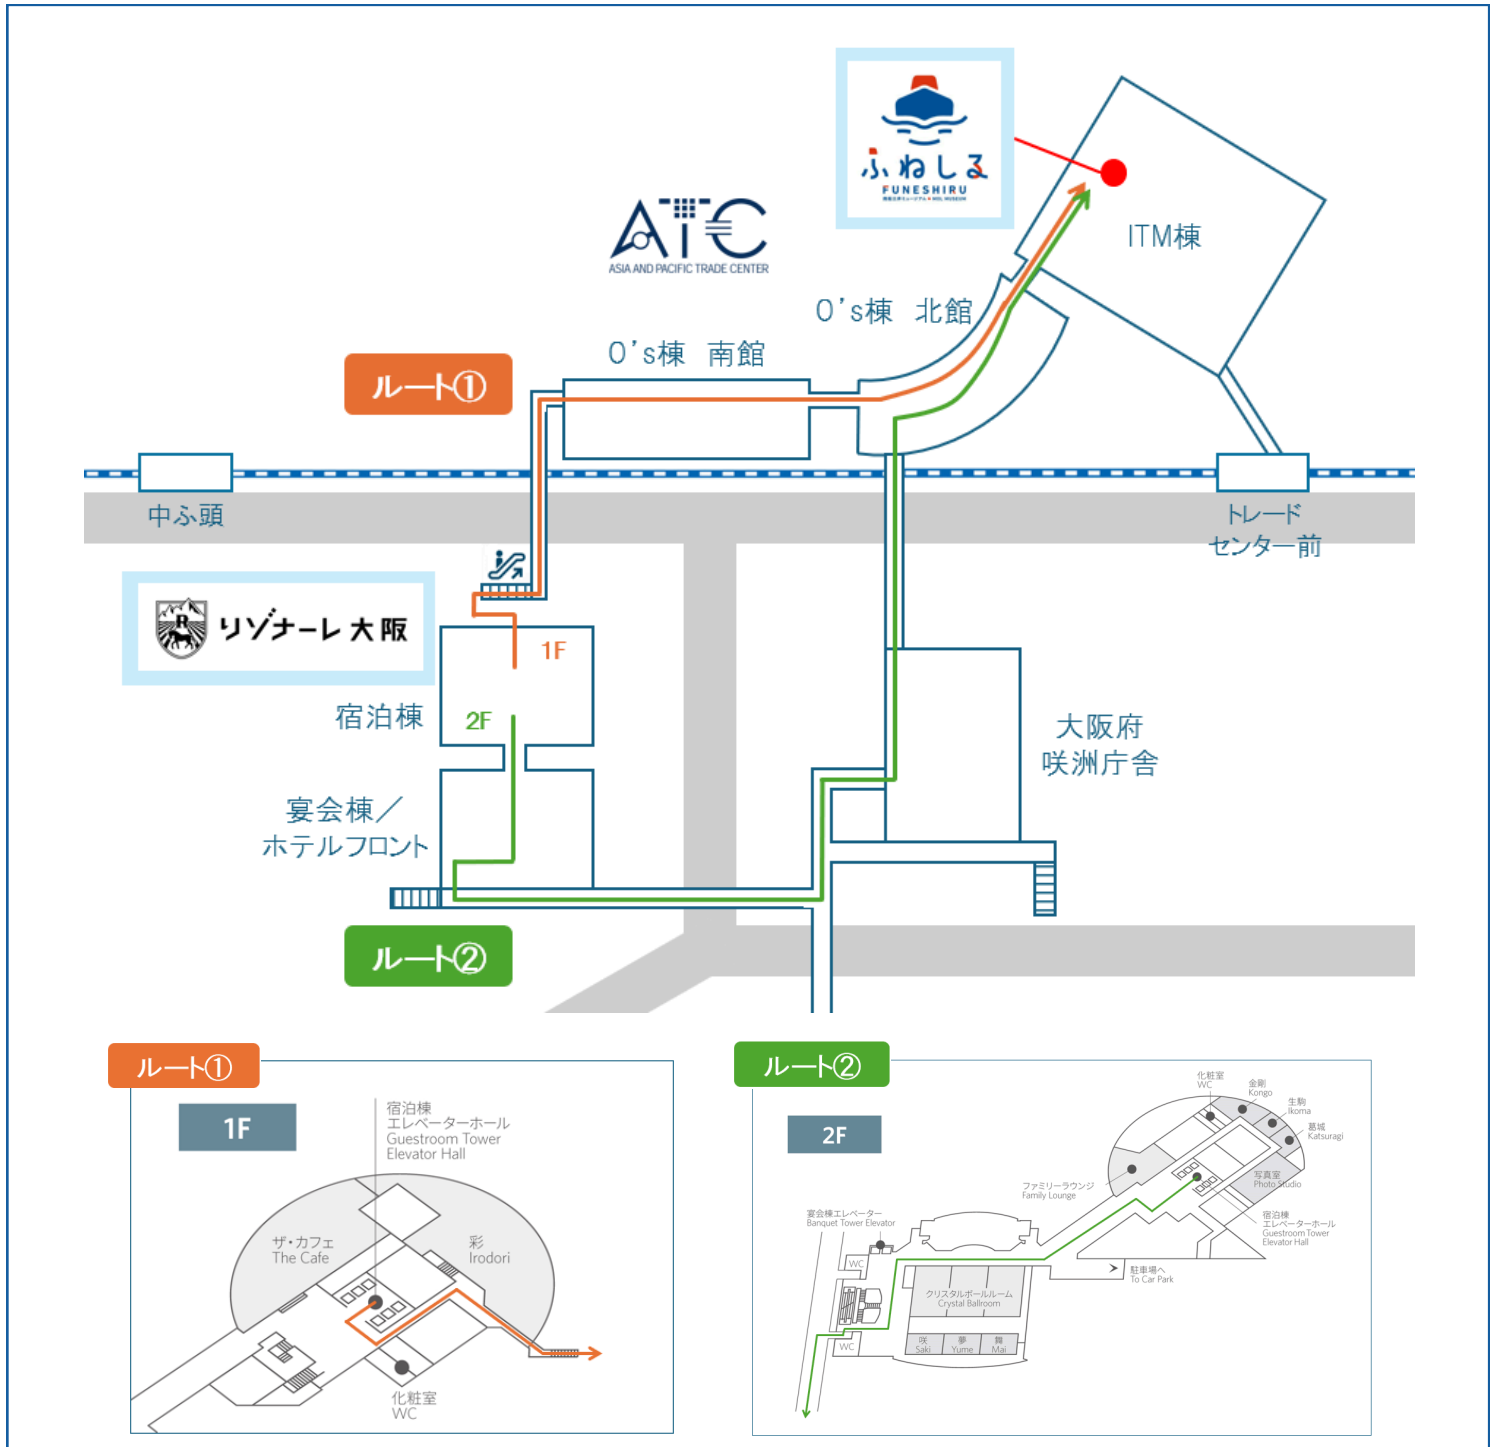 ふねしる
FUNESHIRU
ATC
ASIA AND PACIFIC TRADE CENTER
ITM棟
O's棟 北館
O's棟 南館
ルート①
中ふ頭
トレード
センター前
R
リゾナーレ大阪
1F
宿泊棟
2F
大阪府
咲洲庁舎
宴会棟／
ホテルフロント
ルート②
ルート①
1F
宿泊棟
エレベーターホール
Guestroom Tower
Elevator Hall
ザ・カフェ
The Cafe
彩
Irodori
化粧室
WC
ルート②
2F
化粧室
WC
金剛
Kongo
生駒
Ikoma
葛城
Katsuragi
写真室
Photo Studio
ファミリーラウンジ
Family Lounge
宿泊棟
エレベーターホール
Guestroom Tower
Elevator Hall
宴会棟エレベーター
Banquet Tower Elevator
WC
駐車場へ
To Car Park
クリスタルボールルーム
Crystal Ballroom
咲
Saki
夢
Yume
舞
Mai
WC